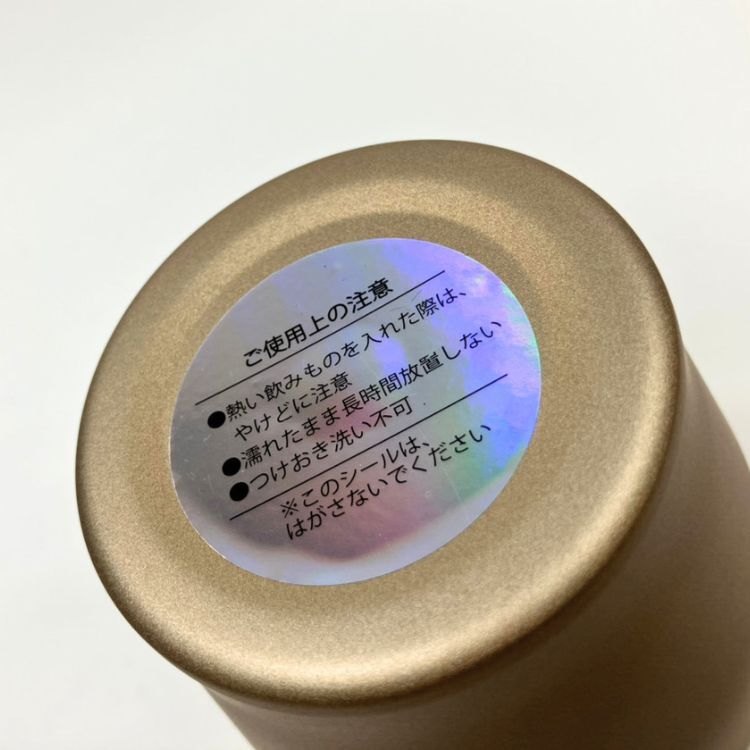 ご使用上の注意
●熱い飲みものを入れた際は、
やけどに注意
●濡れたまま長時間放置しない
●つけおき洗い不可
※このシールは、
はがさないでください